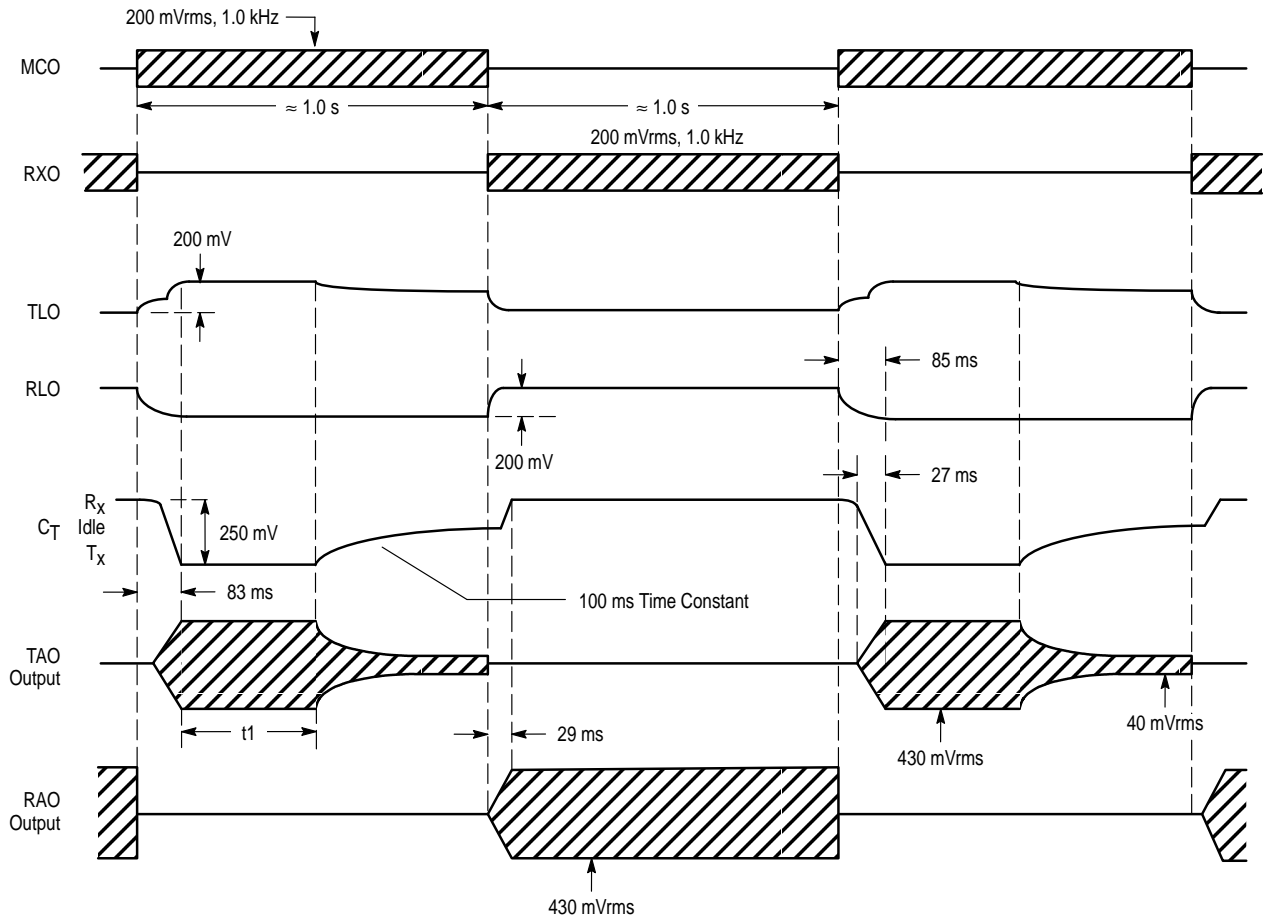 200 mVrms, 1.0 kHz
MCO
≈ 1.0 s
≈ 1.0 s
200 mVrms, 1.0 kHz
RXO
200 mV
TLO
85 ms
RLO
200 mV
27 ms
RX
CT Idle
TX
250 mV
83 ms
100 ms Time Constant
TAO
Output
t1
29 ms
40 mVrms
430 mVrms
RAO
Output
430 mVrms